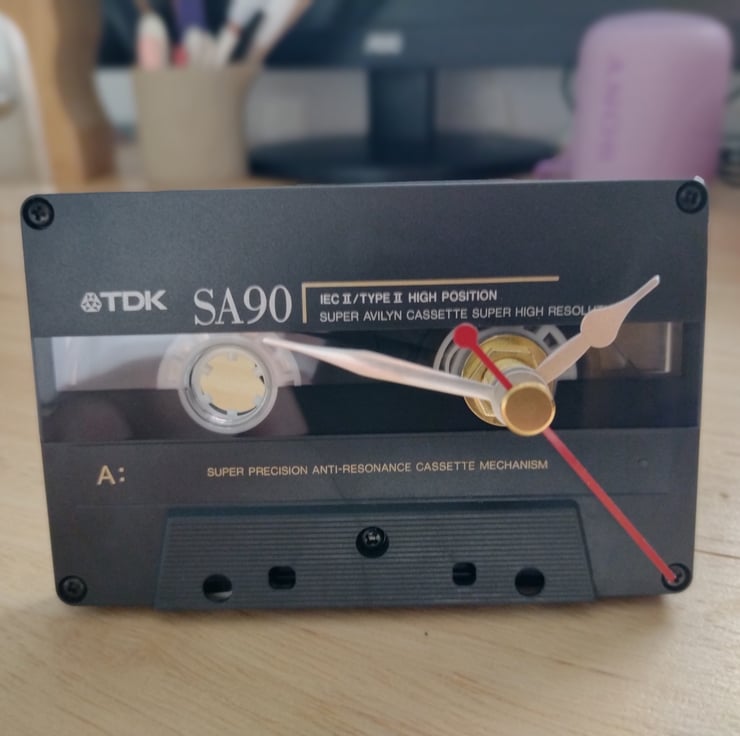 SONY
TDK
SA90
IEC II/TYPE II HIGH POSITION
SUPER AVILYN CASSETTE SUPER HIGH
A:
SUPER PRECISION ANTI-RESONANCE CASSETTE MECHANISM